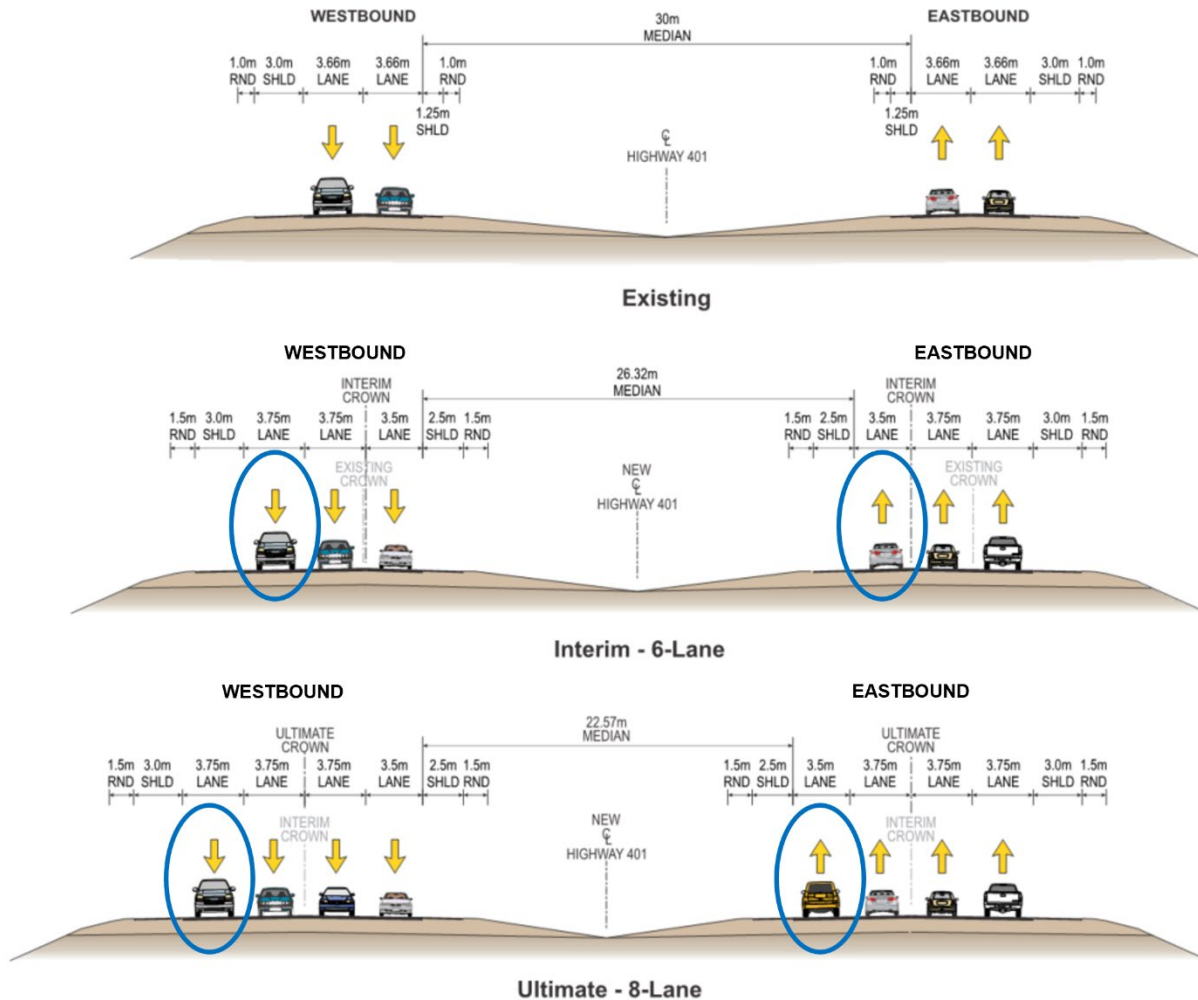 WESTBOUND
EASTBOUND
30m
MEDIAN
1.0m 3.0m 3.66m 3.66m 1.0m
RND SHLD LANE LANE RND
1.25m
SHLD
1.0m 3.66m 3.66m 3.0m 1.0m
RND LANE LANE SHLD RND
1.25m
SHLD
℄
HIGHWAY 401
Existing
WESTBOUND
EASTBOUND
26.32m
MEDIAN
INTERIM
CROWN
INTERIM
CROWN
1.5m 3.0m 3.75m 3.75m 3.5m 2.5m 1.5m
RND SHLD LANE LANE LANE SHLD RND
1.5m 2.5m 3.5m 3.75m 3.75m 3.0m 1.5m
RND SHLD LANE LANE LANE SHLD RND
EXISTING
CROWN
NEW
℄
HIGHWAY 401
EXISTING
CROWN
Interim - 6-Lane
WESTBOUND
EASTBOUND
22.57m
MEDIAN
ULTIMATE
CROWN
ULTIMATE
CROWN
1.5m 3.0m 3.75m 3.75m 3.75m 3.5m 2.5m 1.5m
RND SHLD LANE LANE LANE LANE SHLD RND
1.5m 2.5m 3.5m 3.75m 3.75m 3.75m 3.0m 1.5m
RND SHLD LANE LANE LANE LANE SHLD RND
INTERIM
CROWN
NEW
℄
HIGHWAY 401
INTERIM
CROWN
Ultimate - 8-Lane